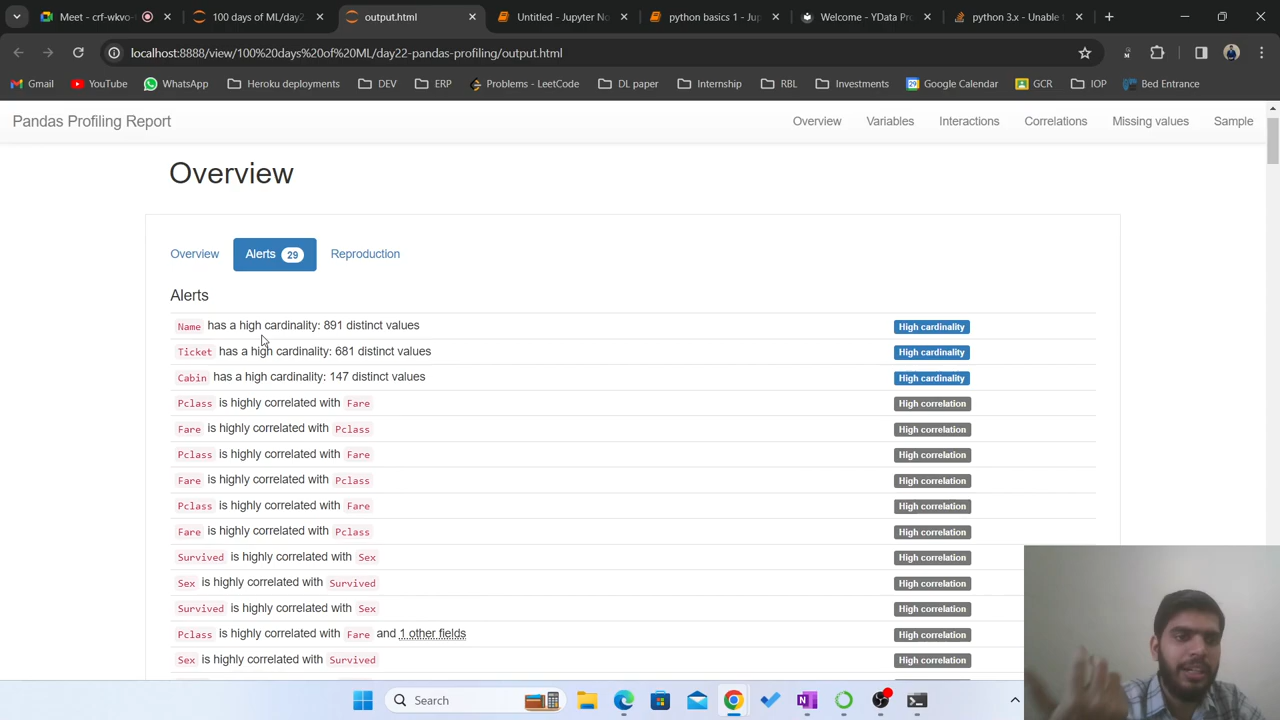 Meet - crf-wkvo-
100 days of ML/day2
output.html
Untitled - Jupyter No
python basics 1 - Jup
Welcome - YData Pr
python 3.x - Unable
localhost:8888/view/100%20days%20of%20ML/day22-pandas-profiling/output.html
Gmail
YouTube
WhatsApp
Heroku deployments
DEV
ERP
Problems - LeetCode
DL paper
Internship
RBL
Investments
Google Calendar
GCR
IOP
Bed Entrance
Pandas Profiling Report
Overview
Variables
Interactions
Correlations
Missing values
Sample
Overview
Overview
Alerts 29
Reproduction
Alerts
Name has a high cardinality: 891 distinct values High cardinality
Ticket has a high cardinality: 681 distinct values High cardinality
Cabin has a high cardinality: 147 distinct values High cardinality
Pclass is highly correlated with Fare High correlation
Fare is highly correlated with Pclass High correlation
Pclass is highly correlated with Fare High correlation
Fare is highly correlated with Pclass High correlation
Pclass is highly correlated with Fare High correlation
Fare is highly correlated with Pclass High correlation
Survived is highly correlated with Sex High correlation
Sex is highly correlated with Survived High correlation
Survived is highly correlated with Sex High correlation
Pclass is highly correlated with Fare and 1 other fields High correlation
Sex is highly correlated with Survived High correlation
Search